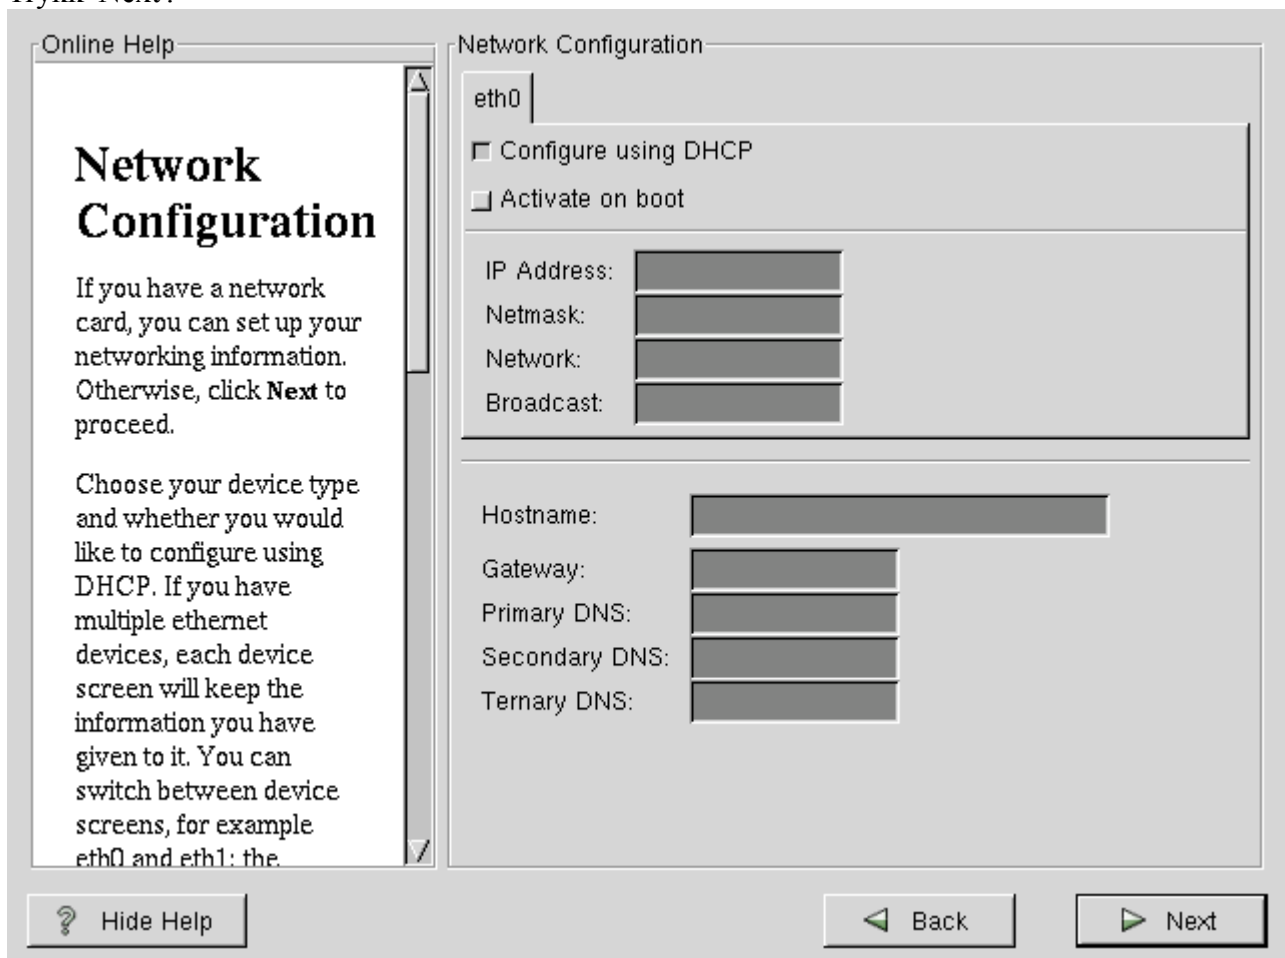 Online Help
Network
Configuration
If you have a network
card, you can set up your
networking information.
Otherwise, click Next to
proceed.
Choose your device type
and whether you would
like to configure using
DHCP. If you have
multiple ethernet
devices, each device
screen will keep the
information you have
given to it. You can
switch between device
screens, for example
eth0 and eth1; the
Network Configuration
eth0
Configure using DHCP
Activate on boot
IP Address:
Netmask:
Network:
Broadcast:
Hostname:
Gateway:
Primary DNS:
Secondary DNS:
Ternary DNS:
Hide Help
Back
Next